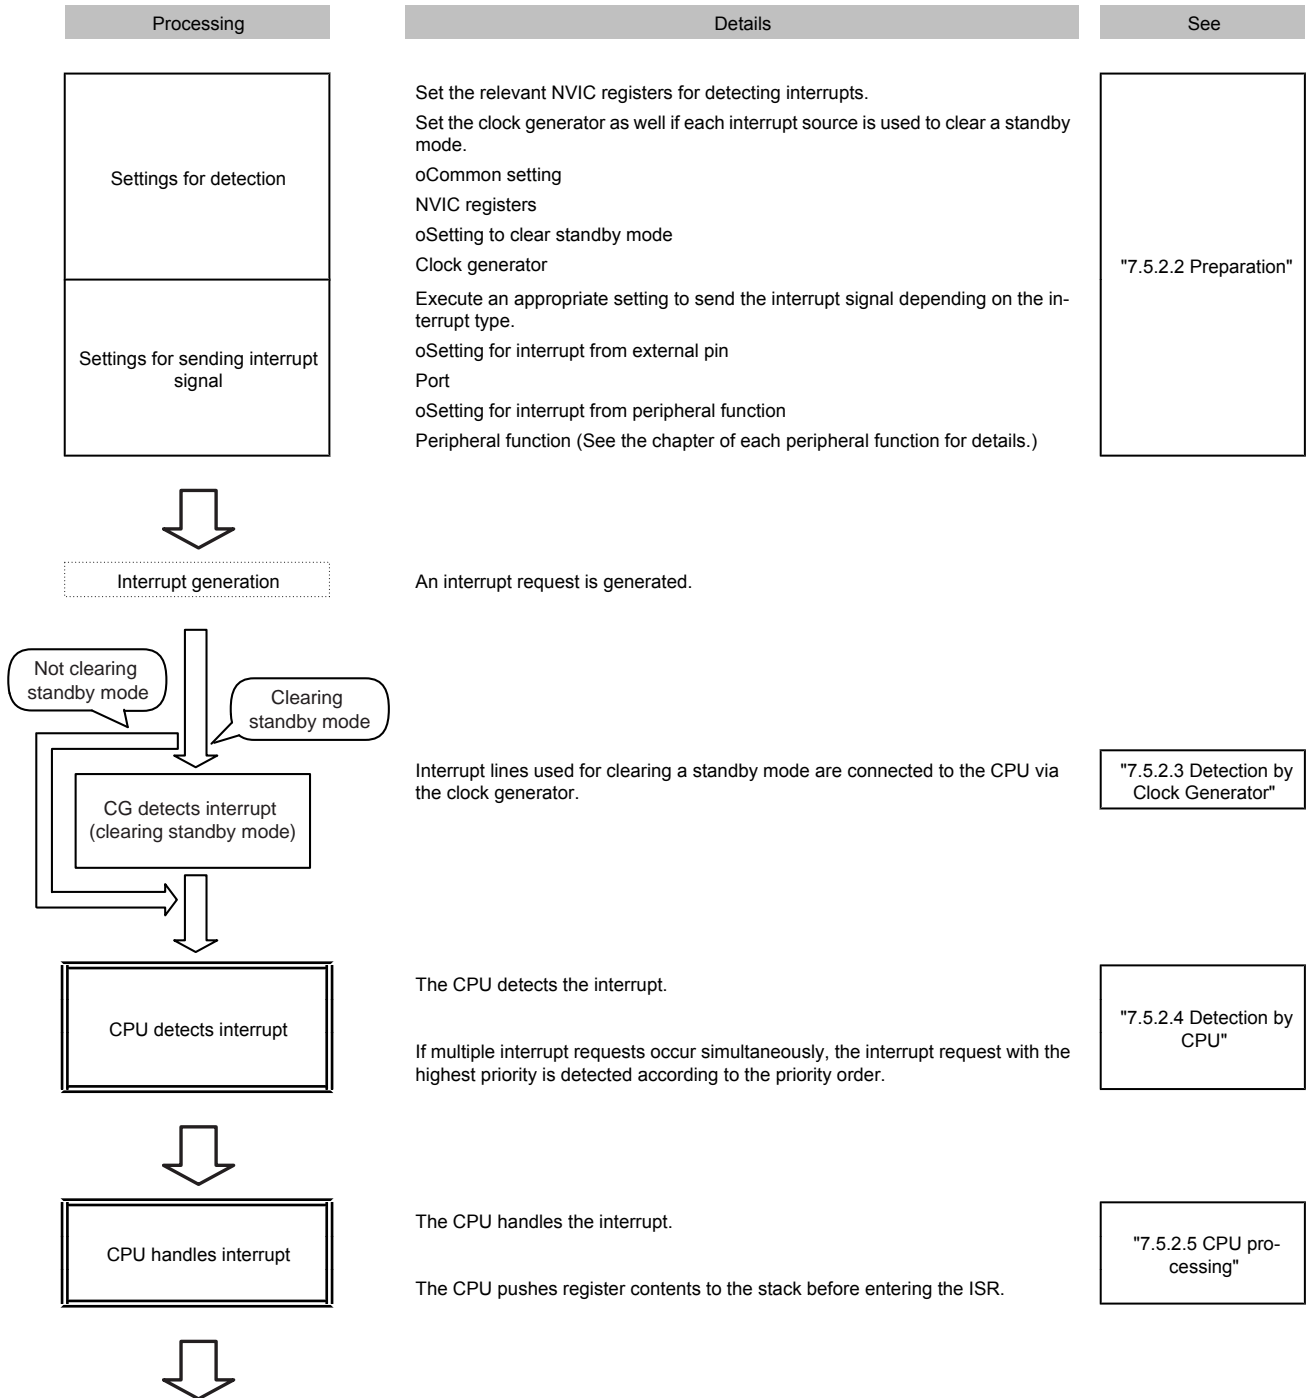 Processing
Details
See
Settings for detection
Set the relevant NVIC registers for detecting interrupts.
Set the clock generator as well if each interrupt source is used to clear a standby
mode.
oCommon setting
NVIC registers
oSetting to clear standby mode
Clock generator
"7.5.2.2 Preparation"
Settings for sending interrupt
signal
Execute an appropriate setting to send the interrupt signal depending on the in-
terrupt type.
oSetting for interrupt from external pin
Port
oSetting for interrupt from peripheral function
Peripheral function (See the chapter of each peripheral function for details.)
Interrupt generation
An interrupt request is generated.
Not clearing
standby mode
Clearing
standby mode
CG detects interrupt
(clearing standby mode)
Interrupt lines used for clearing a standby mode are connected to the CPU via
the clock generator.
"7.5.2.3 Detection by
Clock Generator"
CPU detects interrupt
The CPU detects the interrupt.
If multiple interrupt requests occur simultaneously, the interrupt request with the
highest priority is detected according to the priority order.
"7.5.2.4 Detection by
CPU"
CPU handles interrupt
The CPU handles the interrupt.
The CPU pushes register contents to the stack before entering the ISR.
"7.5.2.5 CPU pro-
cessing"